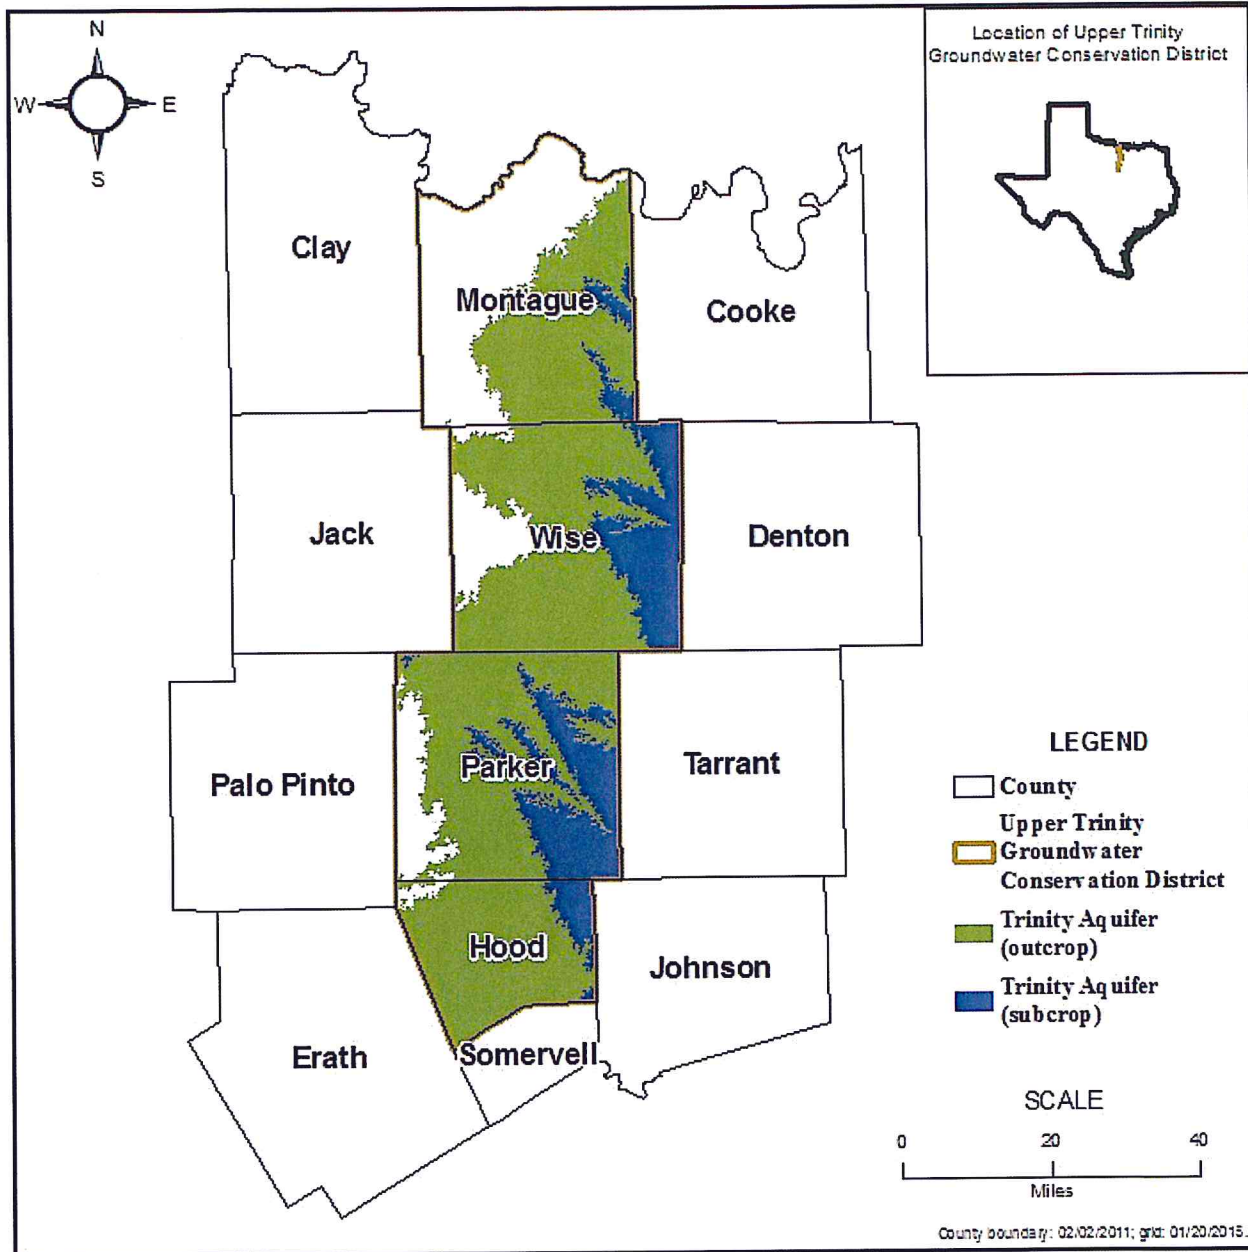 N
W
E
S
Location of Upper Trinity
Groundwater Conservation District
Clay
Montague
Cooke
Jack
Wise
Denton
Palo Pinto
Parker
Tarrant
Hood
Johnson
Erath
Somervell
LEGEND
County
Upper Trinity
Groundwater
Conservation District
Trinity Aquifer
(outcrop)
Trinity Aquifer
(subcrop)
SCALE
0 20 40
Miles
County boundary: 02/02/2011; grid: 01/20/2015.